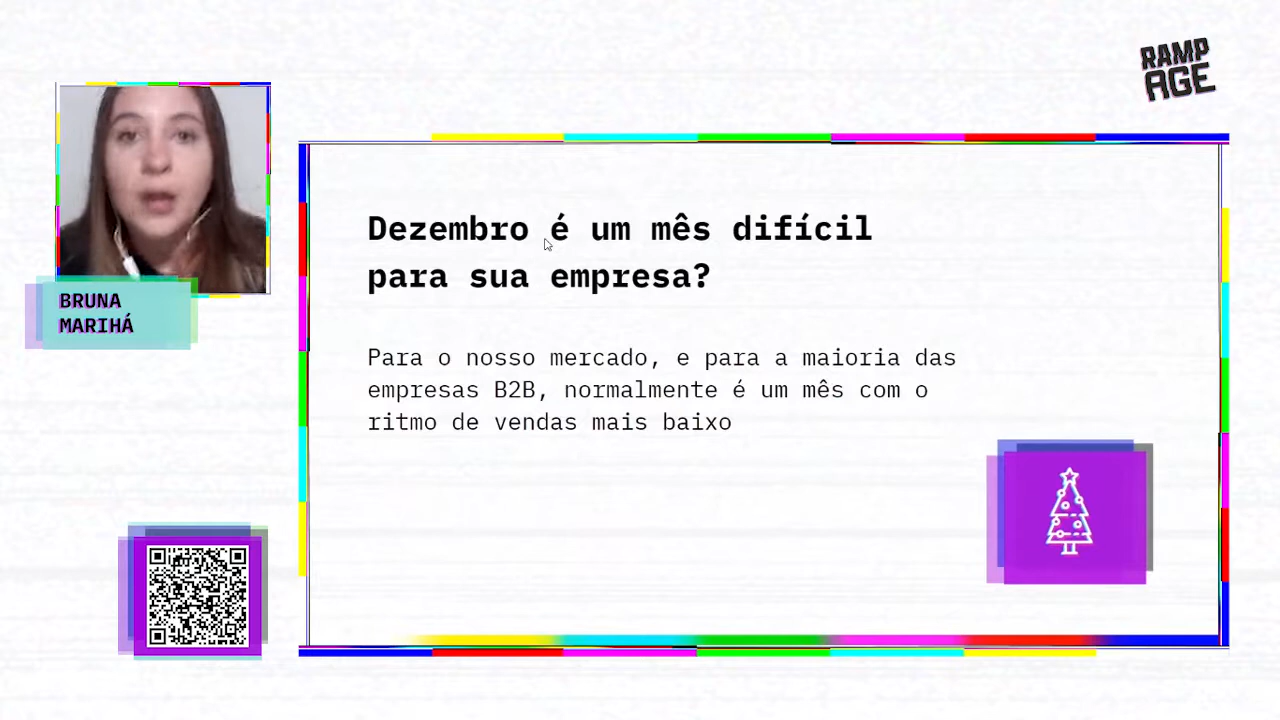 RAMP
AGE
BRUNA
MARIHÁ
Dezembro é um mês difícil
para sua empresa?
Para o nosso mercado, e para a maioria das
empresas B2B, normalmente é um mês com o
ritmo de vendas mais baixo